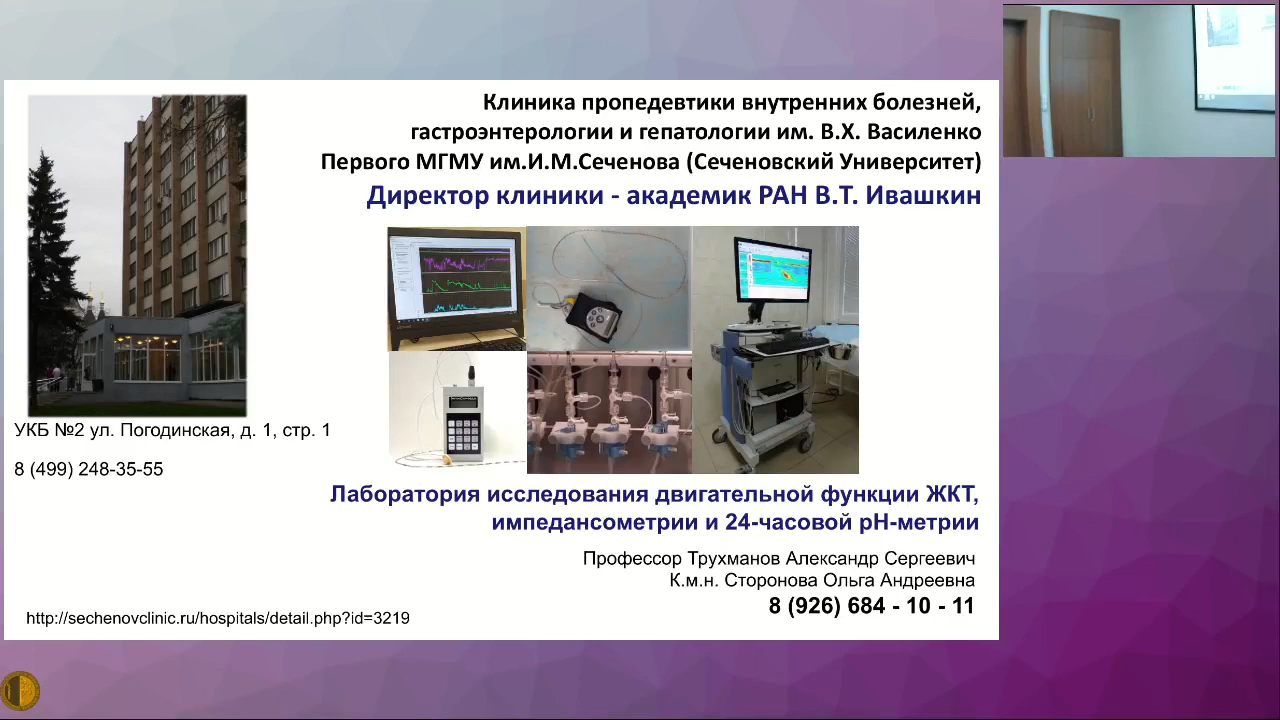 Клиника пропедевтики внутренних болезней,
гастроэнтерологии и гепатологии им. В.Х. Василенко
Первого МГМУ им.И.М.Сеченова (Сеченовский Университет)
Директор клиники - академик РАН В.Т. Ивашкин
УКБ №2 ул. Погодинская, д. 1, стр. 1
8 (499) 248-35-55
Лаборатория исследования двигательной функции ЖКТ,
импедансометрии и 24-часовой рН-метрии
Профессор Трухманов Александр Сергеевич
К.м.н. Сторонова Ольга Андреевна
8 (926) 684 - 10 - 11
http://sechenovclinic.ru/hospitals/detail.php?id=3219